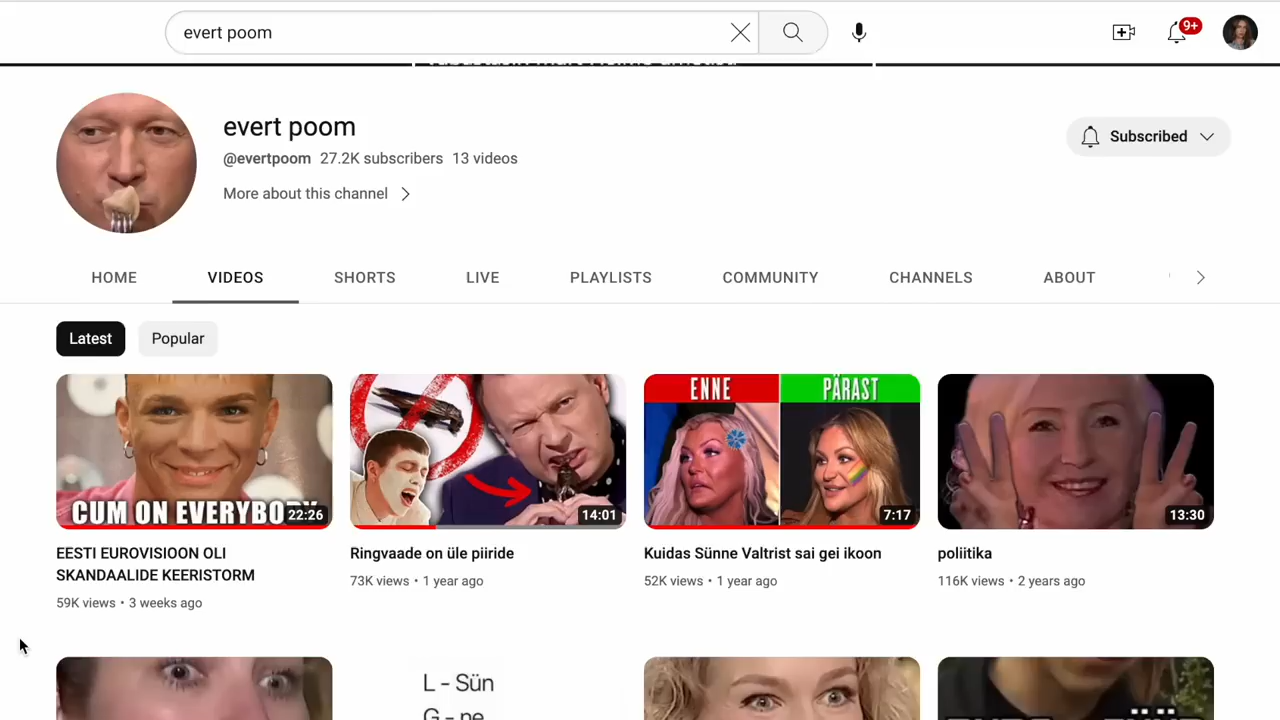 evert poom
9+
evert poom
@evertpoom 27.2K subscribers 13 videos
More about this channel
Subscribed
HOME VIDEOS SHORTS LIVE PLAYLISTS COMMUNITY CHANNELS ABOUT
Latest Popular
CUM ON EVERYBO
22:26
14:01
ENNE PÄRAST
7:17
13:30
EESTI EUROVISIOON OLI
SKANDAALIDE KEERISTORM
59K views • 3 weeks ago
Ringvaade on üle piiride
73K views • 1 year ago
Kuidas Sünne Valtrist sai gei ikoon
52K views • 1 year ago
poliitika
116K views • 2 years ago
L - Sün
G - ne